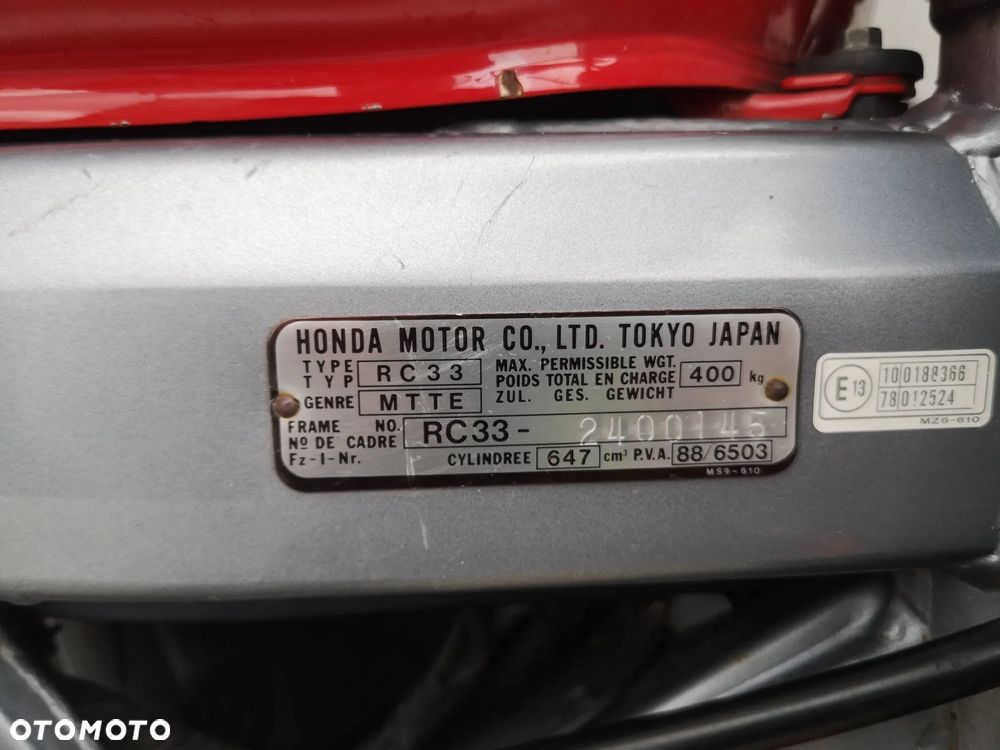 HONDA MOTOR CO., LTD. TOKYO JAPAN
TYPE
TYP
RC33
MAX. PERMISSIBLE WGT.
POIDS TOTAL EN CHARGE
ZUL. GES. GEWICHT
400 kg
GENRE MTTE
FRAME NO.
Nº DE CADRE
Fz-I-Nr.
RC33- 2400145
CYLINDREE 647 cm³ P.V.A. 88/6503
MS9-610
E13
100188366
78012524
MZ6-610
OTOMOTO